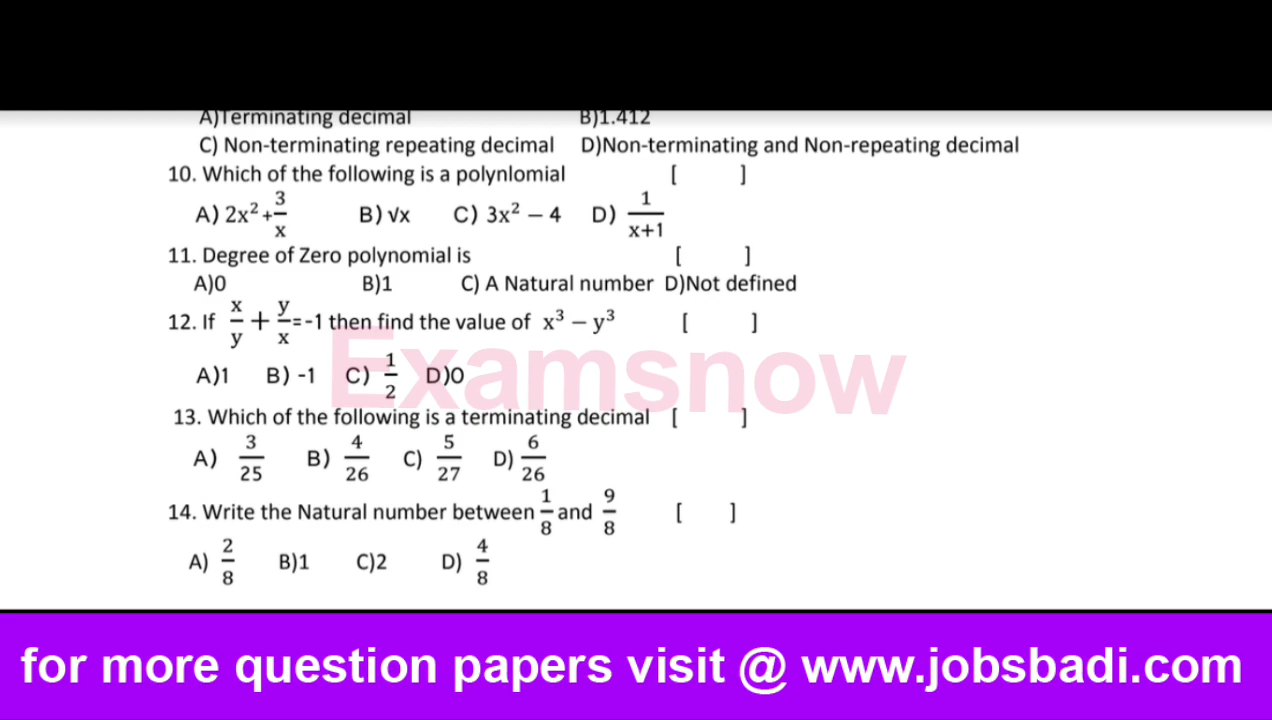 A)Terminating decimal B)1.412
C) Non-terminating repeating decimal D)Non-terminating and Non-repeating decimal
10. Which of the following is a polynlomial [ ]
A) 2x² + 3/x B) √x C) 3x² – 4 D) 1/x+1
11. Degree of Zero polynomial is [ ]
A)0 B)1 C) A Natural number D)Not defined
12. If x/y + y/x = -1 then find the value of x³ – y³ [ ]
A)1 B) -1 C) 1/2 D)0
Examsnow
13. Which of the following is a terminating decimal [ ]
A) 3/25 B) 4/26 C) 5/27 D) 6/26
14. Write the Natural number between 1/8 and 9/8 [ ]
A) 2/8 B)1 C)2 D) 4/8
for more question papers visit @ www.jobsbadi.com